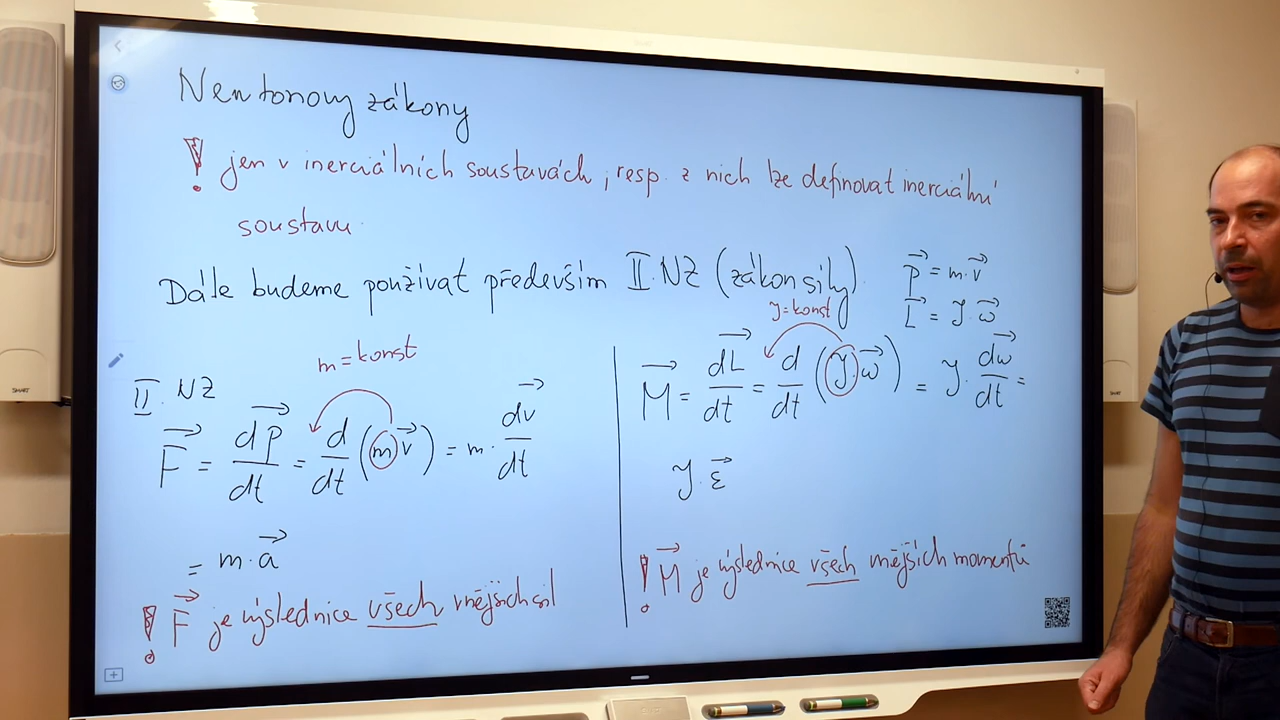 Newtonovy zákony
! jen v inerciálních soustavách, resp. z nich lze definovat inerciální
soustavu
Dále budeme používat především II.NZ (zákon síly)
p⃗ = m·v⃗
L⃗ = J·ω⃗
m = konst
II. NZ
F⃗ = dp⃗/dt = d/dt (m v⃗) = m · dv⃗/dt
= m·a⃗
! F⃗ je výslednice všech vnějších sil
J = konst
M⃗ = dL⃗/dt = d/dt (J ω⃗) = J · dω⃗/dt =
J·ε⃗
! M⃗ je výslednice všech vnějších momentů
SMART
SMART